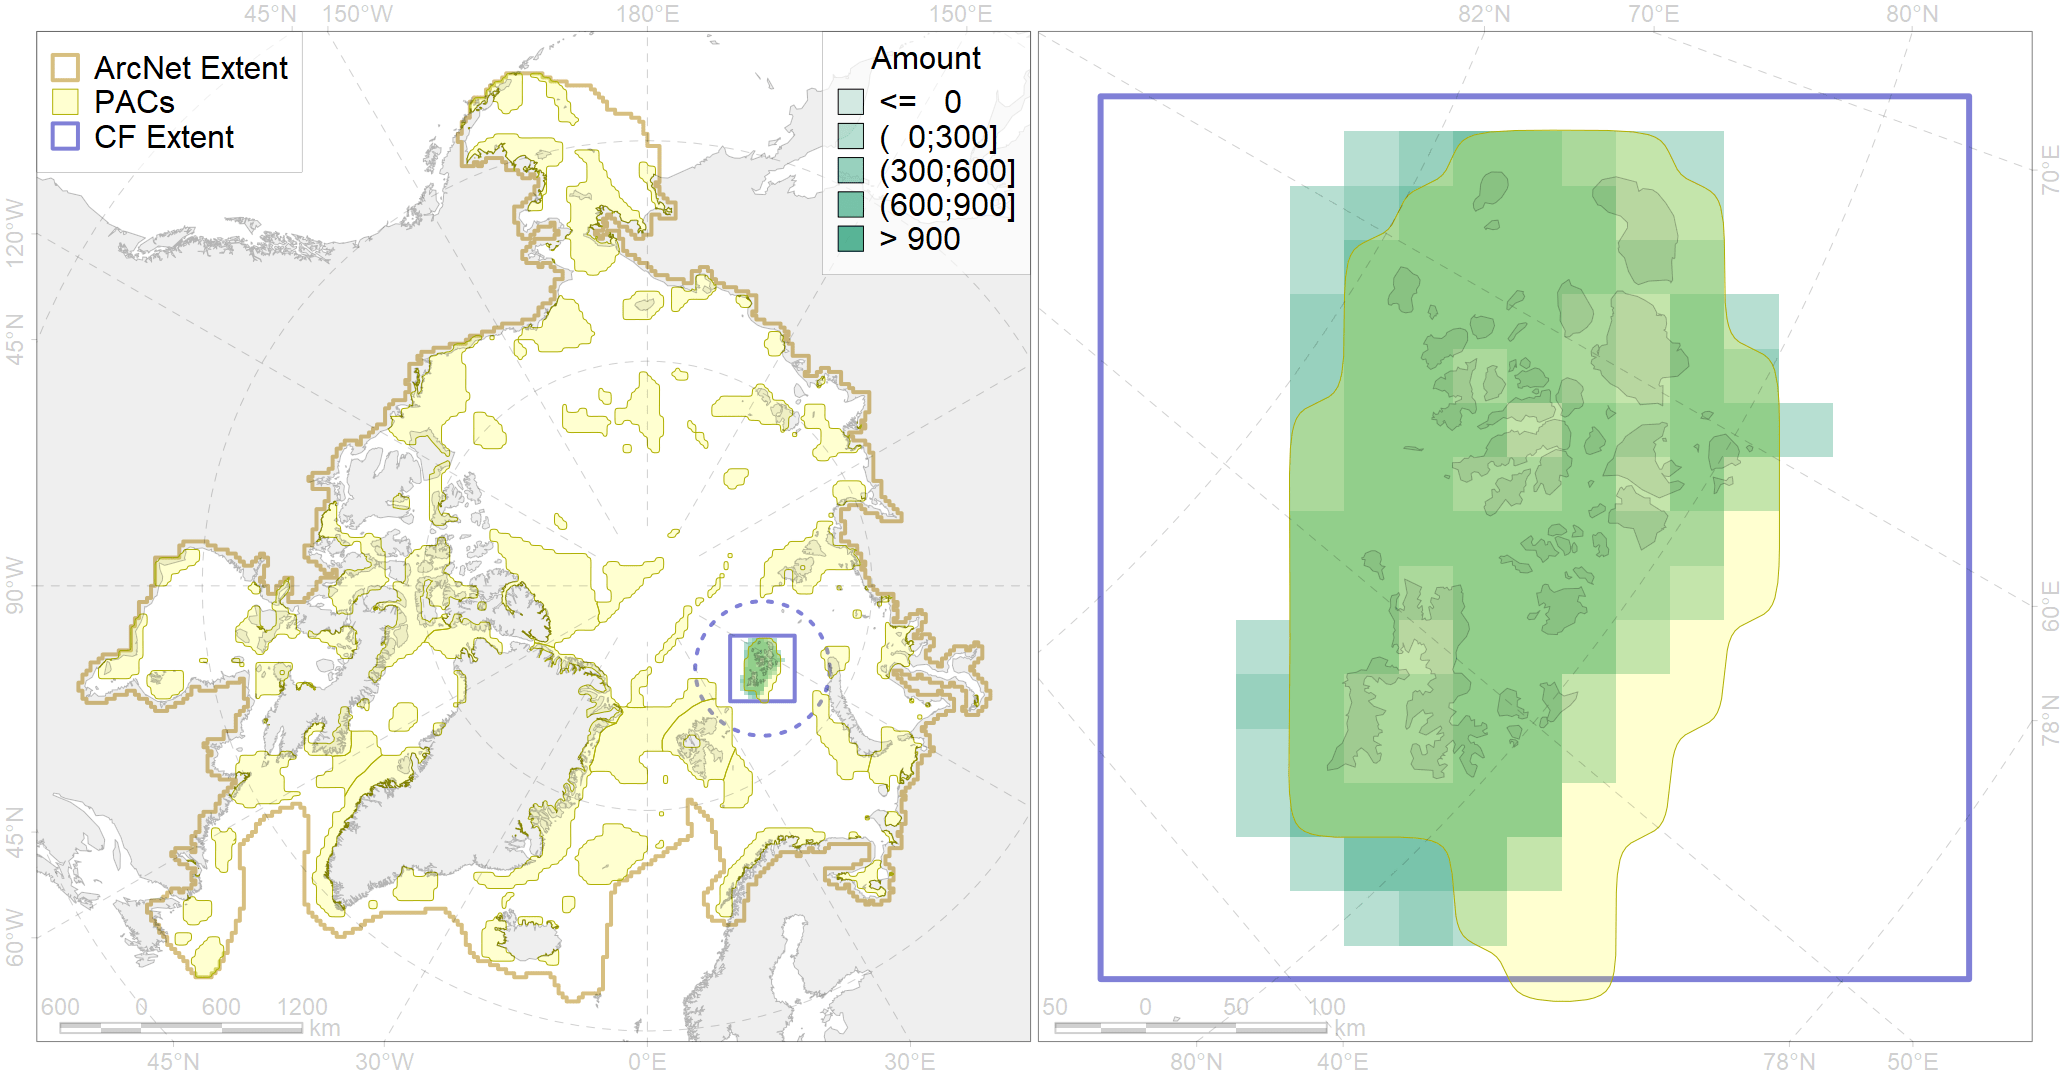 45°N 150°W 180°E 150°E 82°N 70°E 80°N
ArcNet Extent
PACs
CF Extent
Amount
<= 0
( 0;300]
(300;600]
(600;900]
> 900
120°W
45°N
90°W
45°N
60°W
70°E
60°E
78°N
600 0 600 1200
km
50 0 50 100
km
45°N 30°W 0°E 30°E 80°N 40°E 78°N 50°E